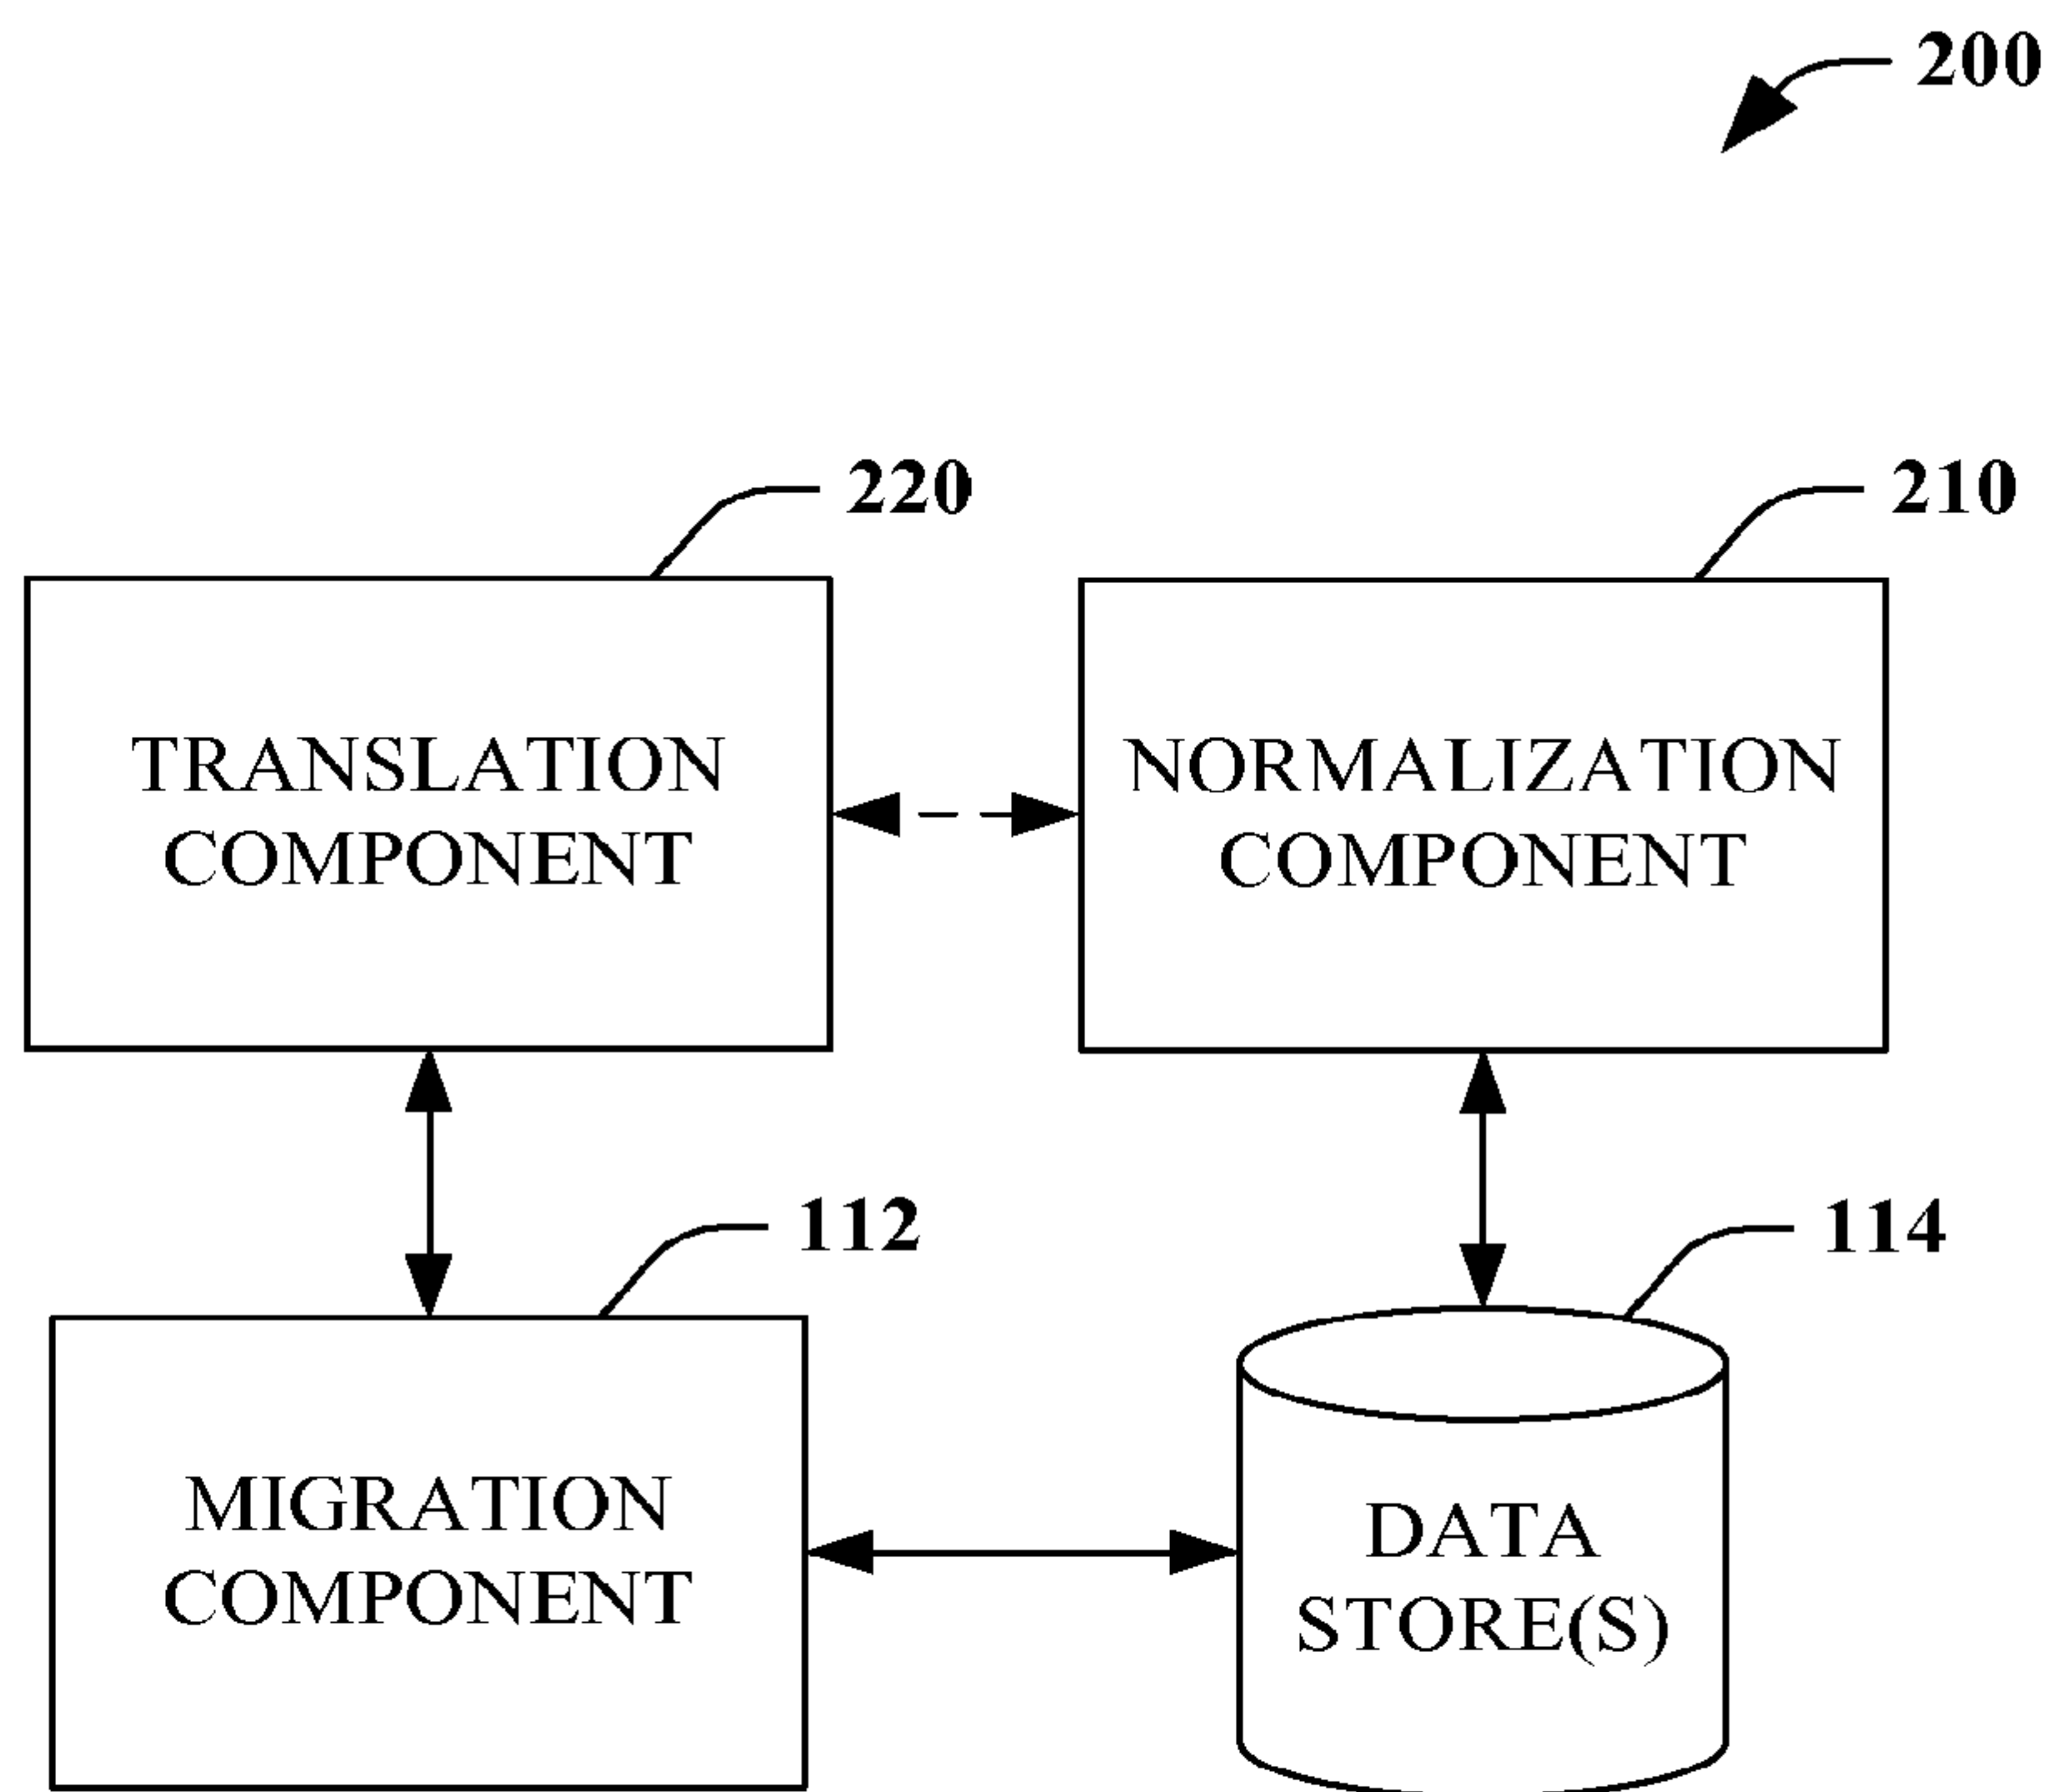 200
220
210
TRANSLATION
COMPONENT
NORMALIZATION
COMPONENT
112
114
MIGRATION
COMPONENT
DATA
STORE(S)